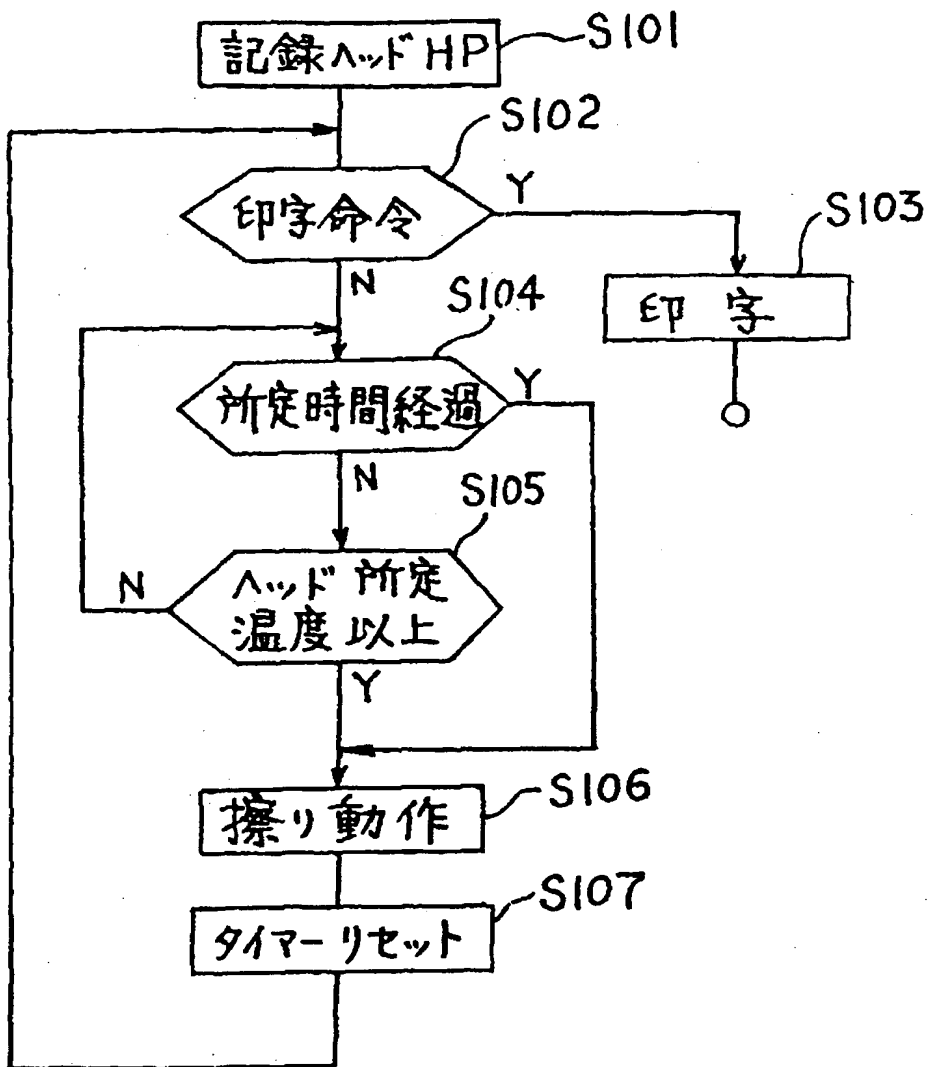 記録ヘッドHP
S101
S102
印字命令
Y
N
S103
印字
S104
所定時間経過
Y
N
S105
ヘッド所定
温度以上
N
Y
S106
擦り動作
S107
タイマーリセット